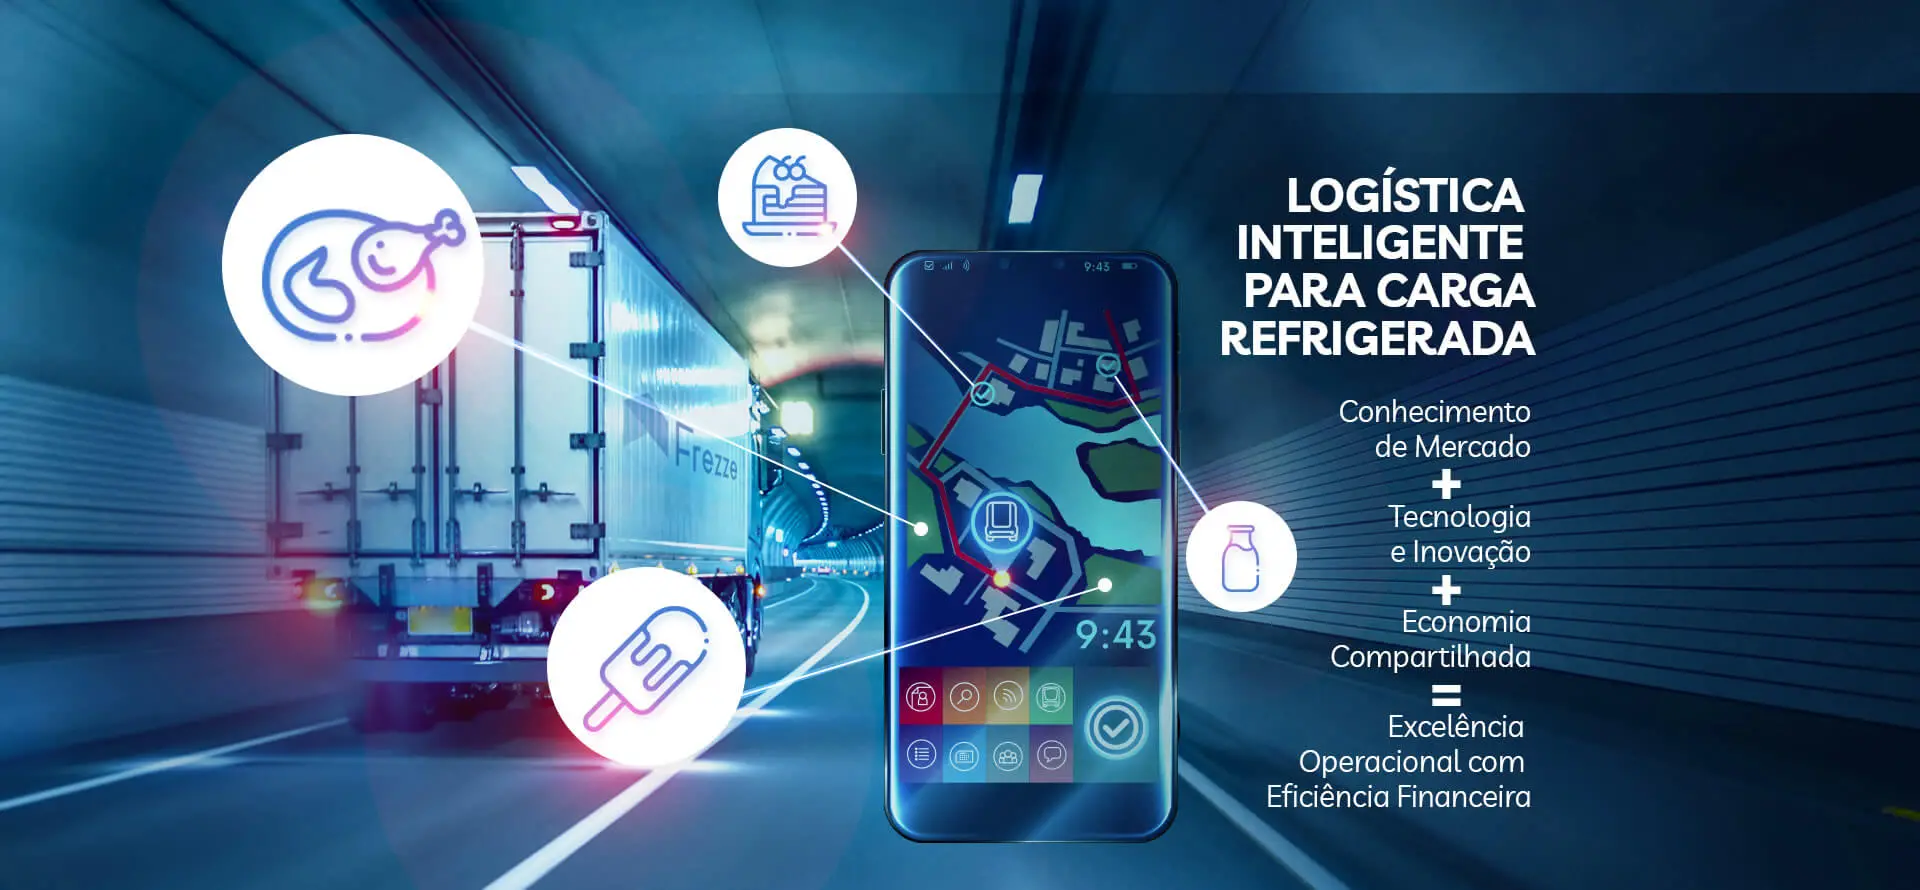 LOGÍSTICA
INTELIGENTE
PARA CARGA
REFRIGERADA
Conhecimento
de Mercado
+
Tecnologia
e Inovação
+
Economia
Compartilhada
=
Excelência
Operacional com
Eficiência Financeira
Frezze
9:43
9:43